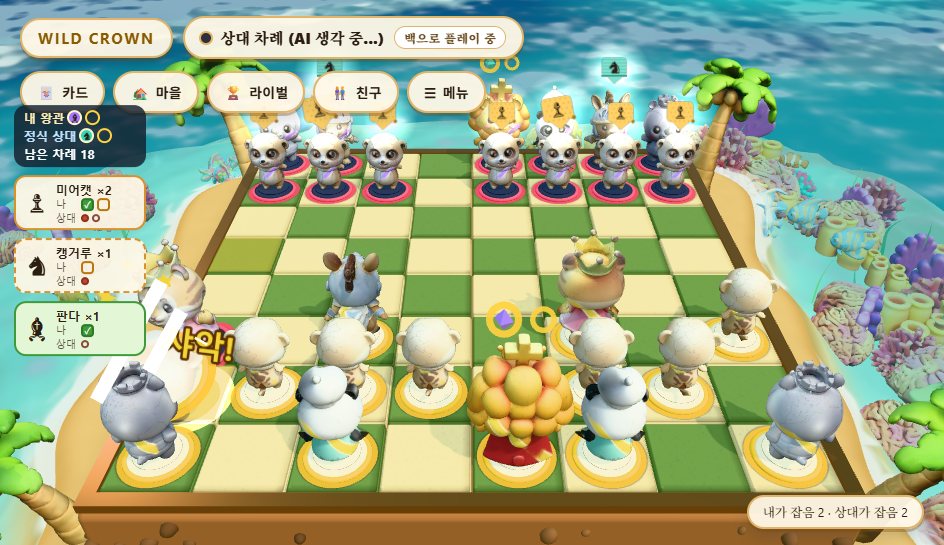 WILD CROWN
상대 차례 (AI 생각 중...)
백으로 플레이 중
카드
마을
라이벌
친구
메뉴
내 왕관
정식 상대
남은 차례 18
미어캣 ×2
나
상대
캥거루 ×1
나
상대
판다 ×1
나
상대
샤악!
내가 잡음 2 · 상대가 잡음 2